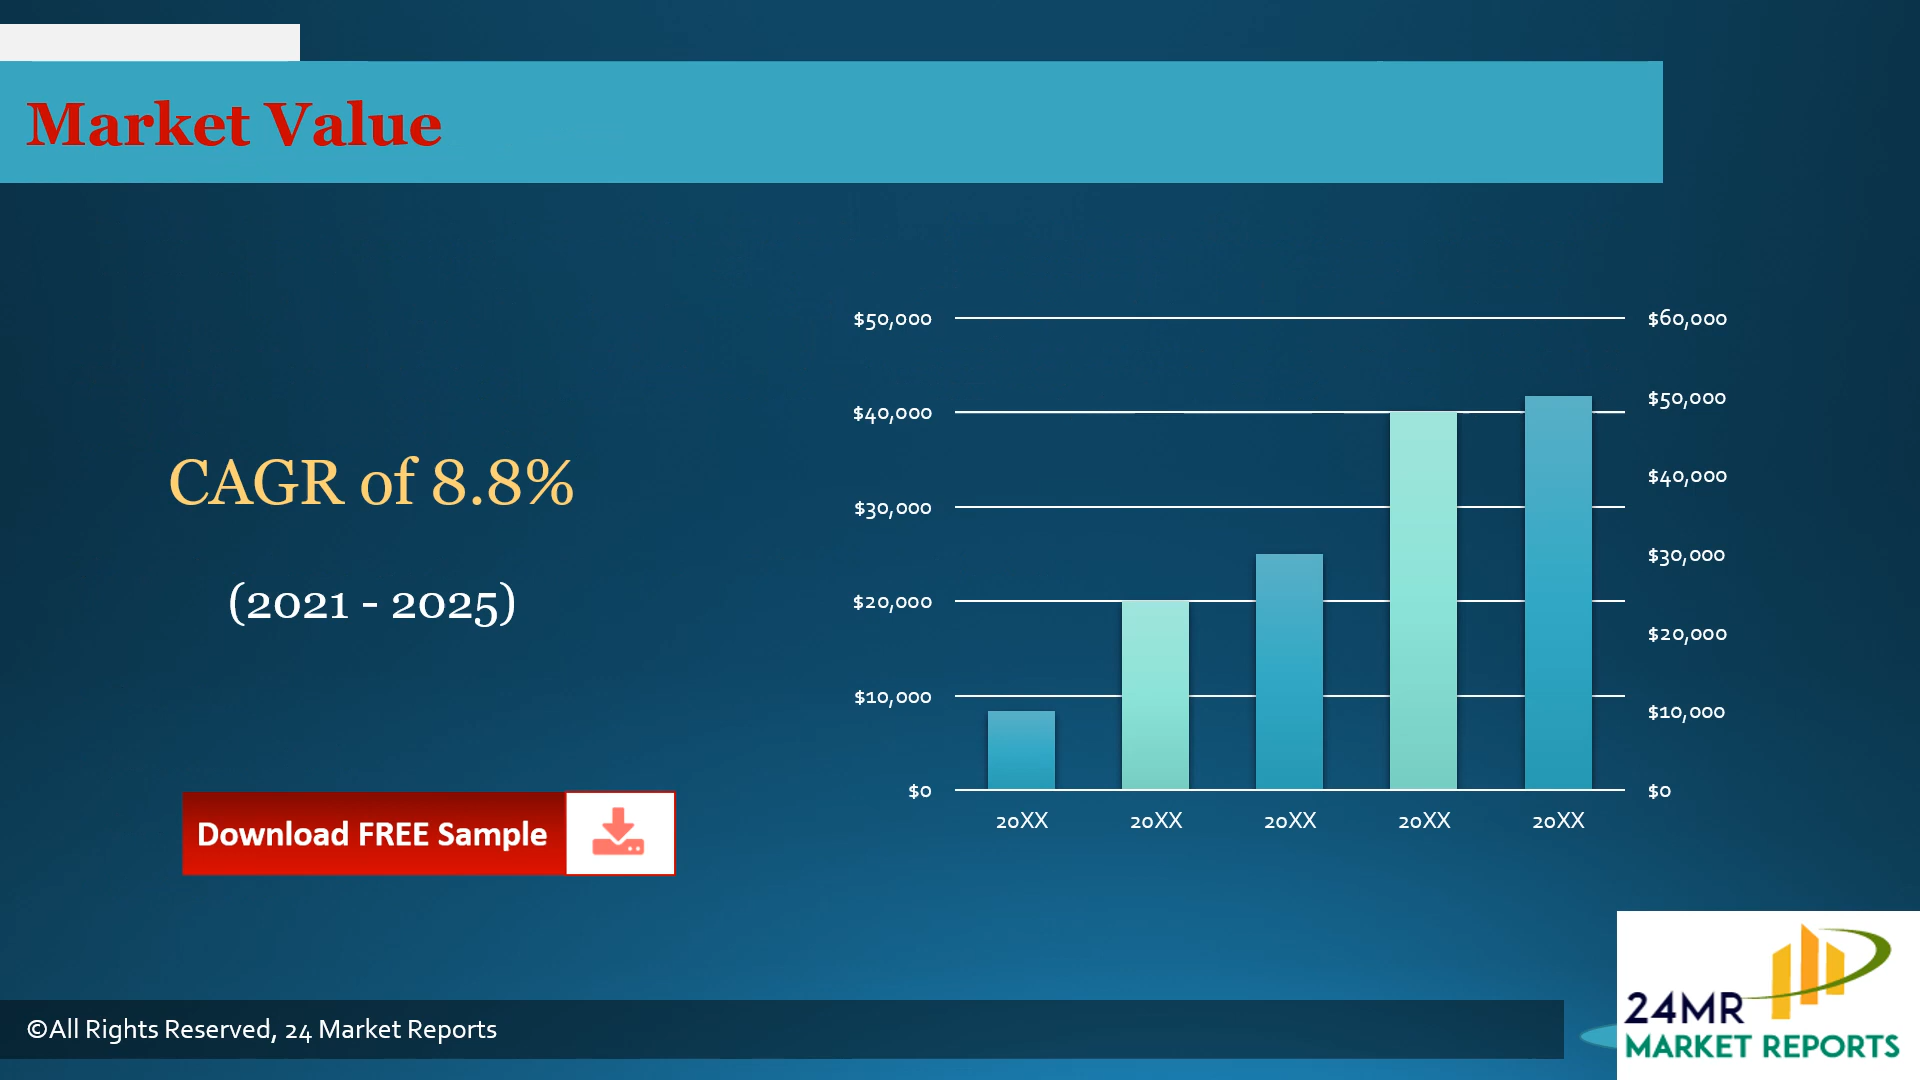 Market Value
CAGR of 8.8%
(2021 - 2025)
Download FREE Sample
$50,000
$40,000
$30,000
$20,000
$10,000
$0
$60,000
$50,000
$40,000
$30,000
$20,000
$10,000
$0
20XX 20XX 20XX 20XX 20XX
©All Rights Reserved, 24 Market Reports
24MR
MARKET REPORTS